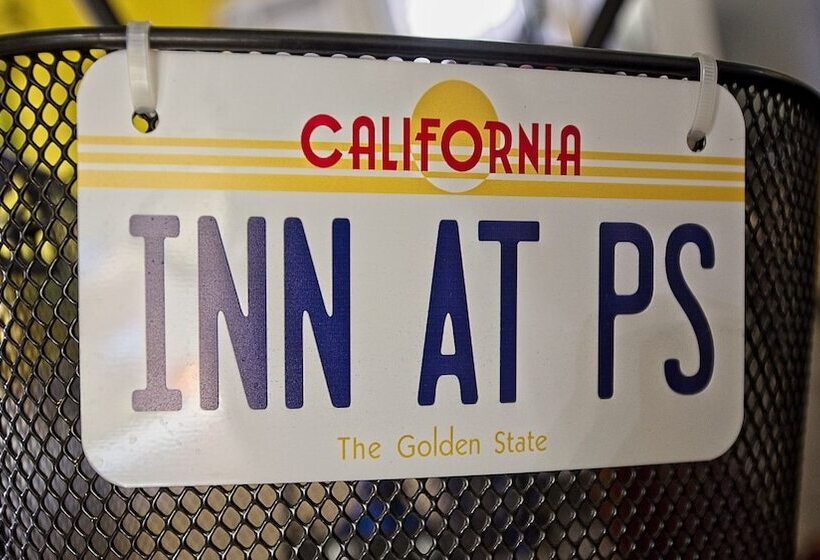 CALIFORNIA
INN AT PS
The Golden State